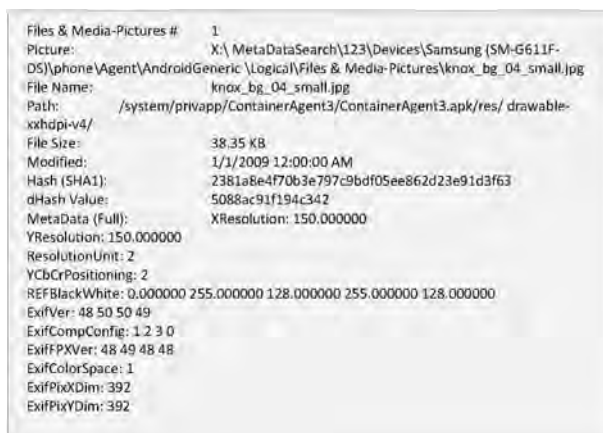 Files & Media-Pictures # 1
Picture: X:\ MetaDataSearch\123\Devices\Samsung (SM-G611F-
DS)\phone\Agent\AndroidGeneric \Logical\Files & Media-Pictures\knox_bg_04_small.jpg
File Name: knox_bg_04_small.jpg
Path: /system/privapp/ContainerAgent3/ContainerAgent3.apk/res/ drawable-
xxhdpi-v4/
File Size: 38.35 KB
Modified: 1/1/2009 12:00:00 AM
Hash (SHA1): 2381a8e4f70b3e797c9bdf05ee862d23e91d3f63
dHash Value: 5088ac91f194c342
MetaData (Full): XResolution: 150.000000
YResolution: 150.000000
ResolutionUnit: 2
YCbCrPositioning: 2
REFBlackWhite: 0.000000 255.000000 128.000000 255.000000 128.000000
ExifVer: 48 50 50 49
ExifCompConfig: 1 2 3 0
ExifFPXVer: 48 49 48 48
ExifColorSpace: 1
ExifPixXDim: 392
ExifPixYDim: 392